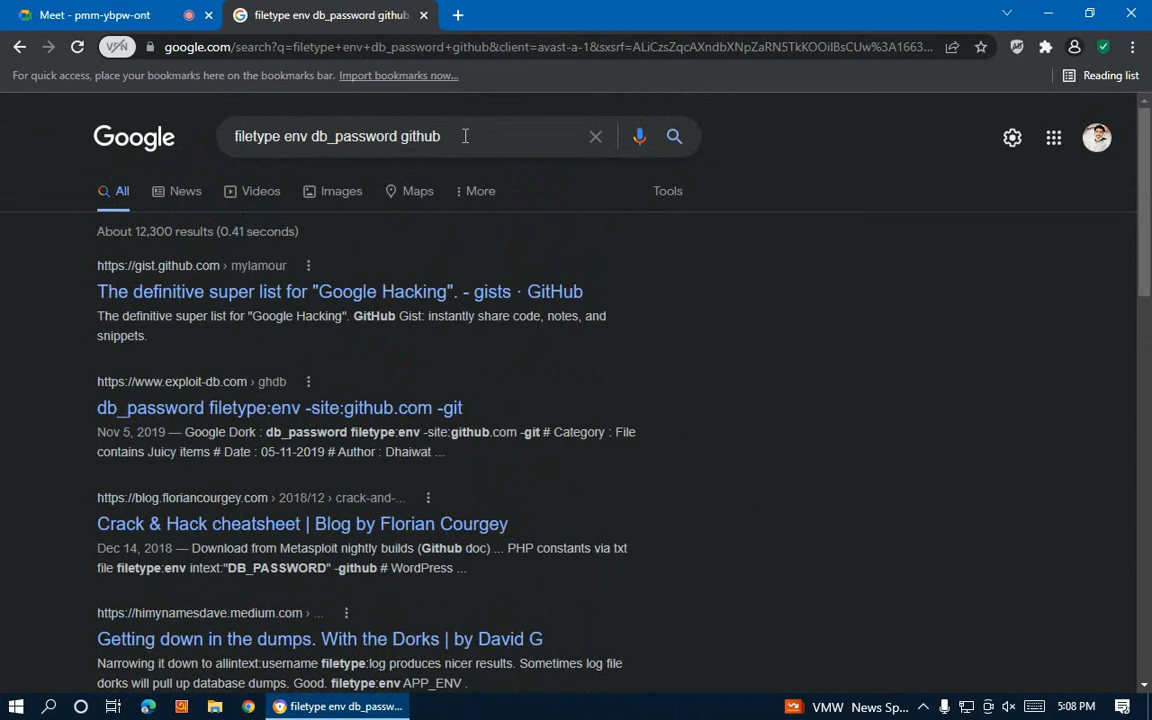 Meet - pmm-ybpw-ont
filetype env db_password github
VPN
google.com/search?q=filetype+env+db_password+github&client=avast-a-1&sxsrf=ALiCzsZqcAXndbXNpZaRN5TkKOOilBsCUw%3A1663...
For quick access, place your bookmarks here on the bookmarks bar. Import bookmarks now...
Reading list
Google
filetype env db_password github
All News Videos Images Maps More Tools
About 12,300 results (0.41 seconds)
https://gist.github.com › mylamour
The definitive super list for "Google Hacking". - gists · GitHub
The definitive super list for "Google Hacking". GitHub Gist: instantly share code, notes, and
snippets.
https://www.exploit-db.com › ghdb
db_password filetype:env -site:github.com -git
Nov 5, 2019 — Google Dork : db_password filetype:env -site:github.com -git # Category : File
contains Juicy items # Date : 05-11-2019 # Author : Dhaiwat ...
https://blog.floriancourgey.com › 2018/12 › crack-and-...
Crack & Hack cheatsheet | Blog by Florian Courgey
Dec 14, 2018 — Download from Metasploit nightly builds (Github doc) ... PHP constants via txt
file filetype:env intext:"DB_PASSWORD" -github # WordPress ...
https://himynamesdave.medium.com › ...
Getting down in the dumps. With the Dorks | by David G
Narrowing it down to allintext:username filetype:log produces nicer results. Sometimes log file
dorks will pull up database dumps. Good. filetype:env APP_ENV .
filetype env db_passw...
VMW News Sp...
5:08 PM